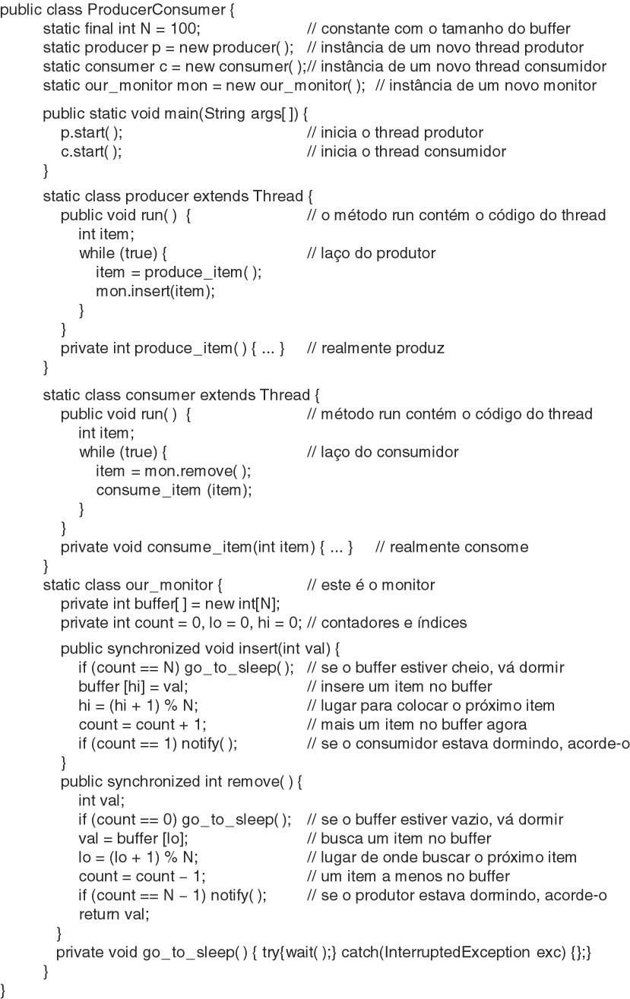 public class ProducerConsumer {
static final int N = 100; // constante com o tamanho do buffer
static producer p = new producer( ); // instância de um novo thread produtor
static consumer c = new consumer( );// instância de um novo thread consumidor
static our_monitor mon = new our_monitor( ); // instância de um novo monitor
public static void main(String args[ ]) {
p.start( ); // inicia o thread produtor
c.start( ); // inicia o thread consumidor
}
static class producer extends Thread {
public void run( ) { // o método run contém o código do thread
int item;
while (true) { // laço do produtor
item = produce_item( );
mon.insert(item);
}
}
private int produce_item( ) { ... } // realmente produz
}
static class consumer extends Thread {
public void run( ) { // método run contém o código do thread
int item;
while (true) { // laço do consumidor
item = mon.remove( );
consume_item (item);
}
}
private void consume_item(int item) { ... } // realmente consome
}
static class our_monitor { // este é o monitor
private int buffer[ ] = new int[N];
private int count = 0, lo = 0, hi = 0; // contadores e índices
public synchronized void insert(int val) {
if (count == N) go_to_sleep( ); // se o buffer estiver cheio, vá dormir
buffer [hi] = val; // insere um item no buffer
hi = (hi + 1) % N; // lugar para colocar o próximo item
count = count + 1; // mais um item no buffer agora
if (count == 1) notify( ); // se o consumidor estava dormindo, acorde-o
}
public synchronized int remove( ) {
int val;
if (count == 0) go_to_sleep( ); // se o buffer estiver vazio, vá dormir
val = buffer [lo]; // busca um item no buffer
lo = (lo + 1) % N; // lugar de onde buscar o próximo item
count = count − 1; // um item a menos no buffer
if (count == N − 1) notify( ); // se o produtor estava dormindo, acorde-o
return val;
}
private void go_to_sleep( ) { try{wait( );} catch(InterruptedException exc) {};}
}
}